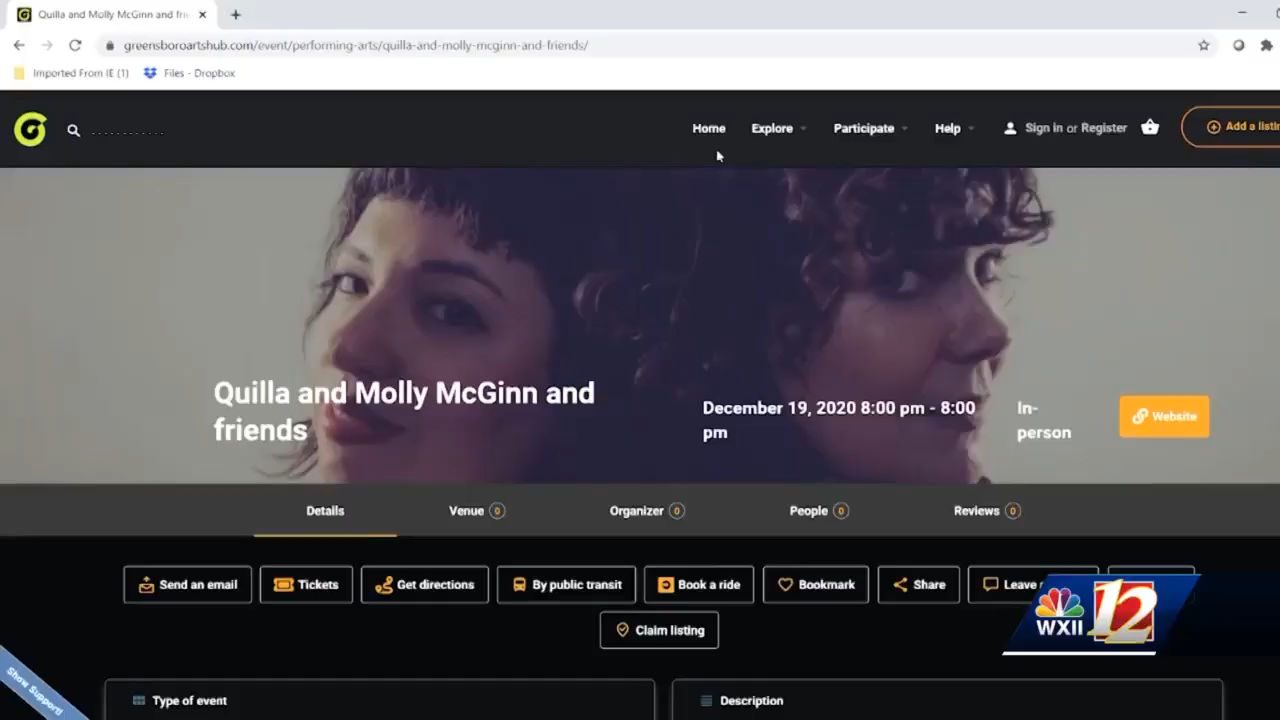 Quilla and Molly McGinn and frie
greensboroartshub.com/event/performing-arts/quilla-and-molly-mcginn-and-friends/
Imported From IE (1)
Files - Dropbox
Home
Explore
Participate
Help
Sign in or Register
Add a listin
Quilla and Molly McGinn and
friends
December 19, 2020 8:00 pm - 8:00
pm
In-
person
Website
Details
Venue 0
Organizer 0
People 0
Reviews 0
Send an email
Tickets
Get directions
By public transit
Book a ride
Bookmark
Share
Leave
Claim listing
WXII 12
Show Support!
Type of event
Description